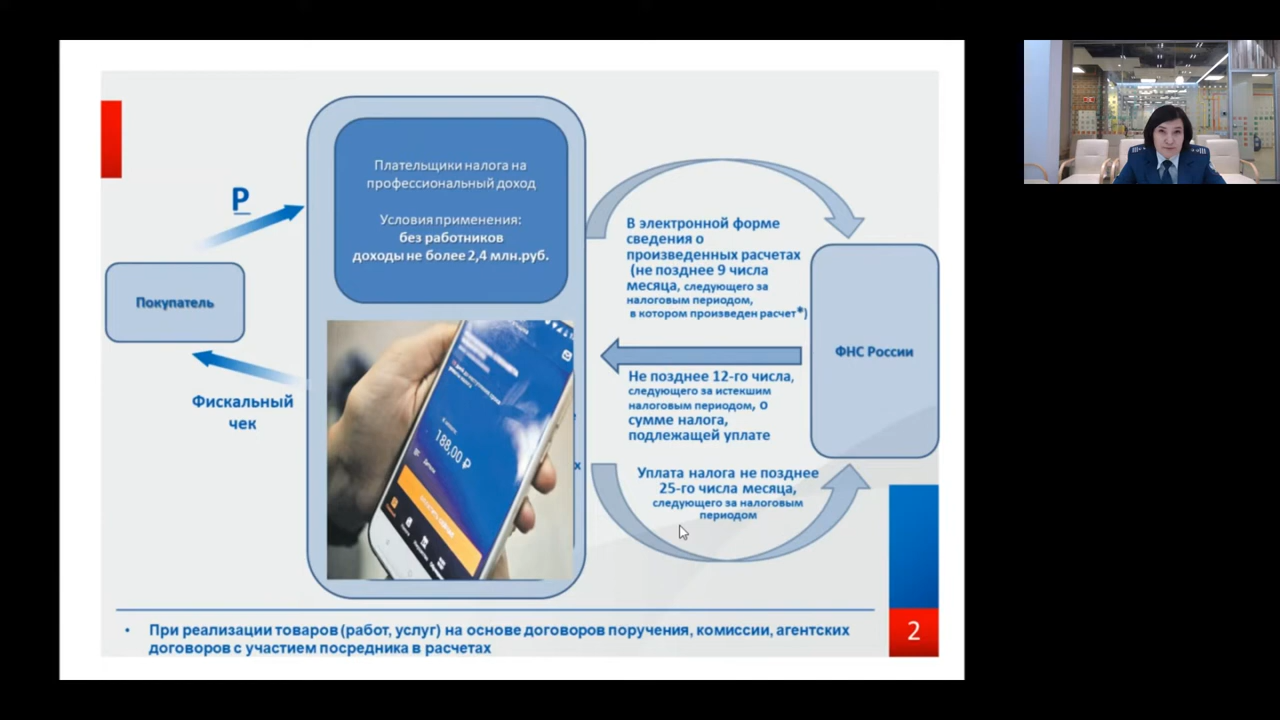 Плательщики налога на
профессиональный доход
Условия применения:
без работников
доходы не более 2,4 млн.руб.
Р
Покупатель
Фискальный
чек
188,00 ₽
х
В электронной форме
сведения о
произведенных расчетах
(не позднее 9 числа
месяца, следующего за
налоговым периодом,
в котором произведен расчет*)
ФНС России
Не позднее 12-го числа,
следующего за истекшим
налоговым периодом, о
сумме налога,
подлежащей уплате
Уплата налога не позднее
25-го числа месяца,
следующего за налоговым
периодом
• При реализации товаров (работ, услуг) на основе договоров поручения, комиссии, агентских
договоров с участием посредника в расчетах
2